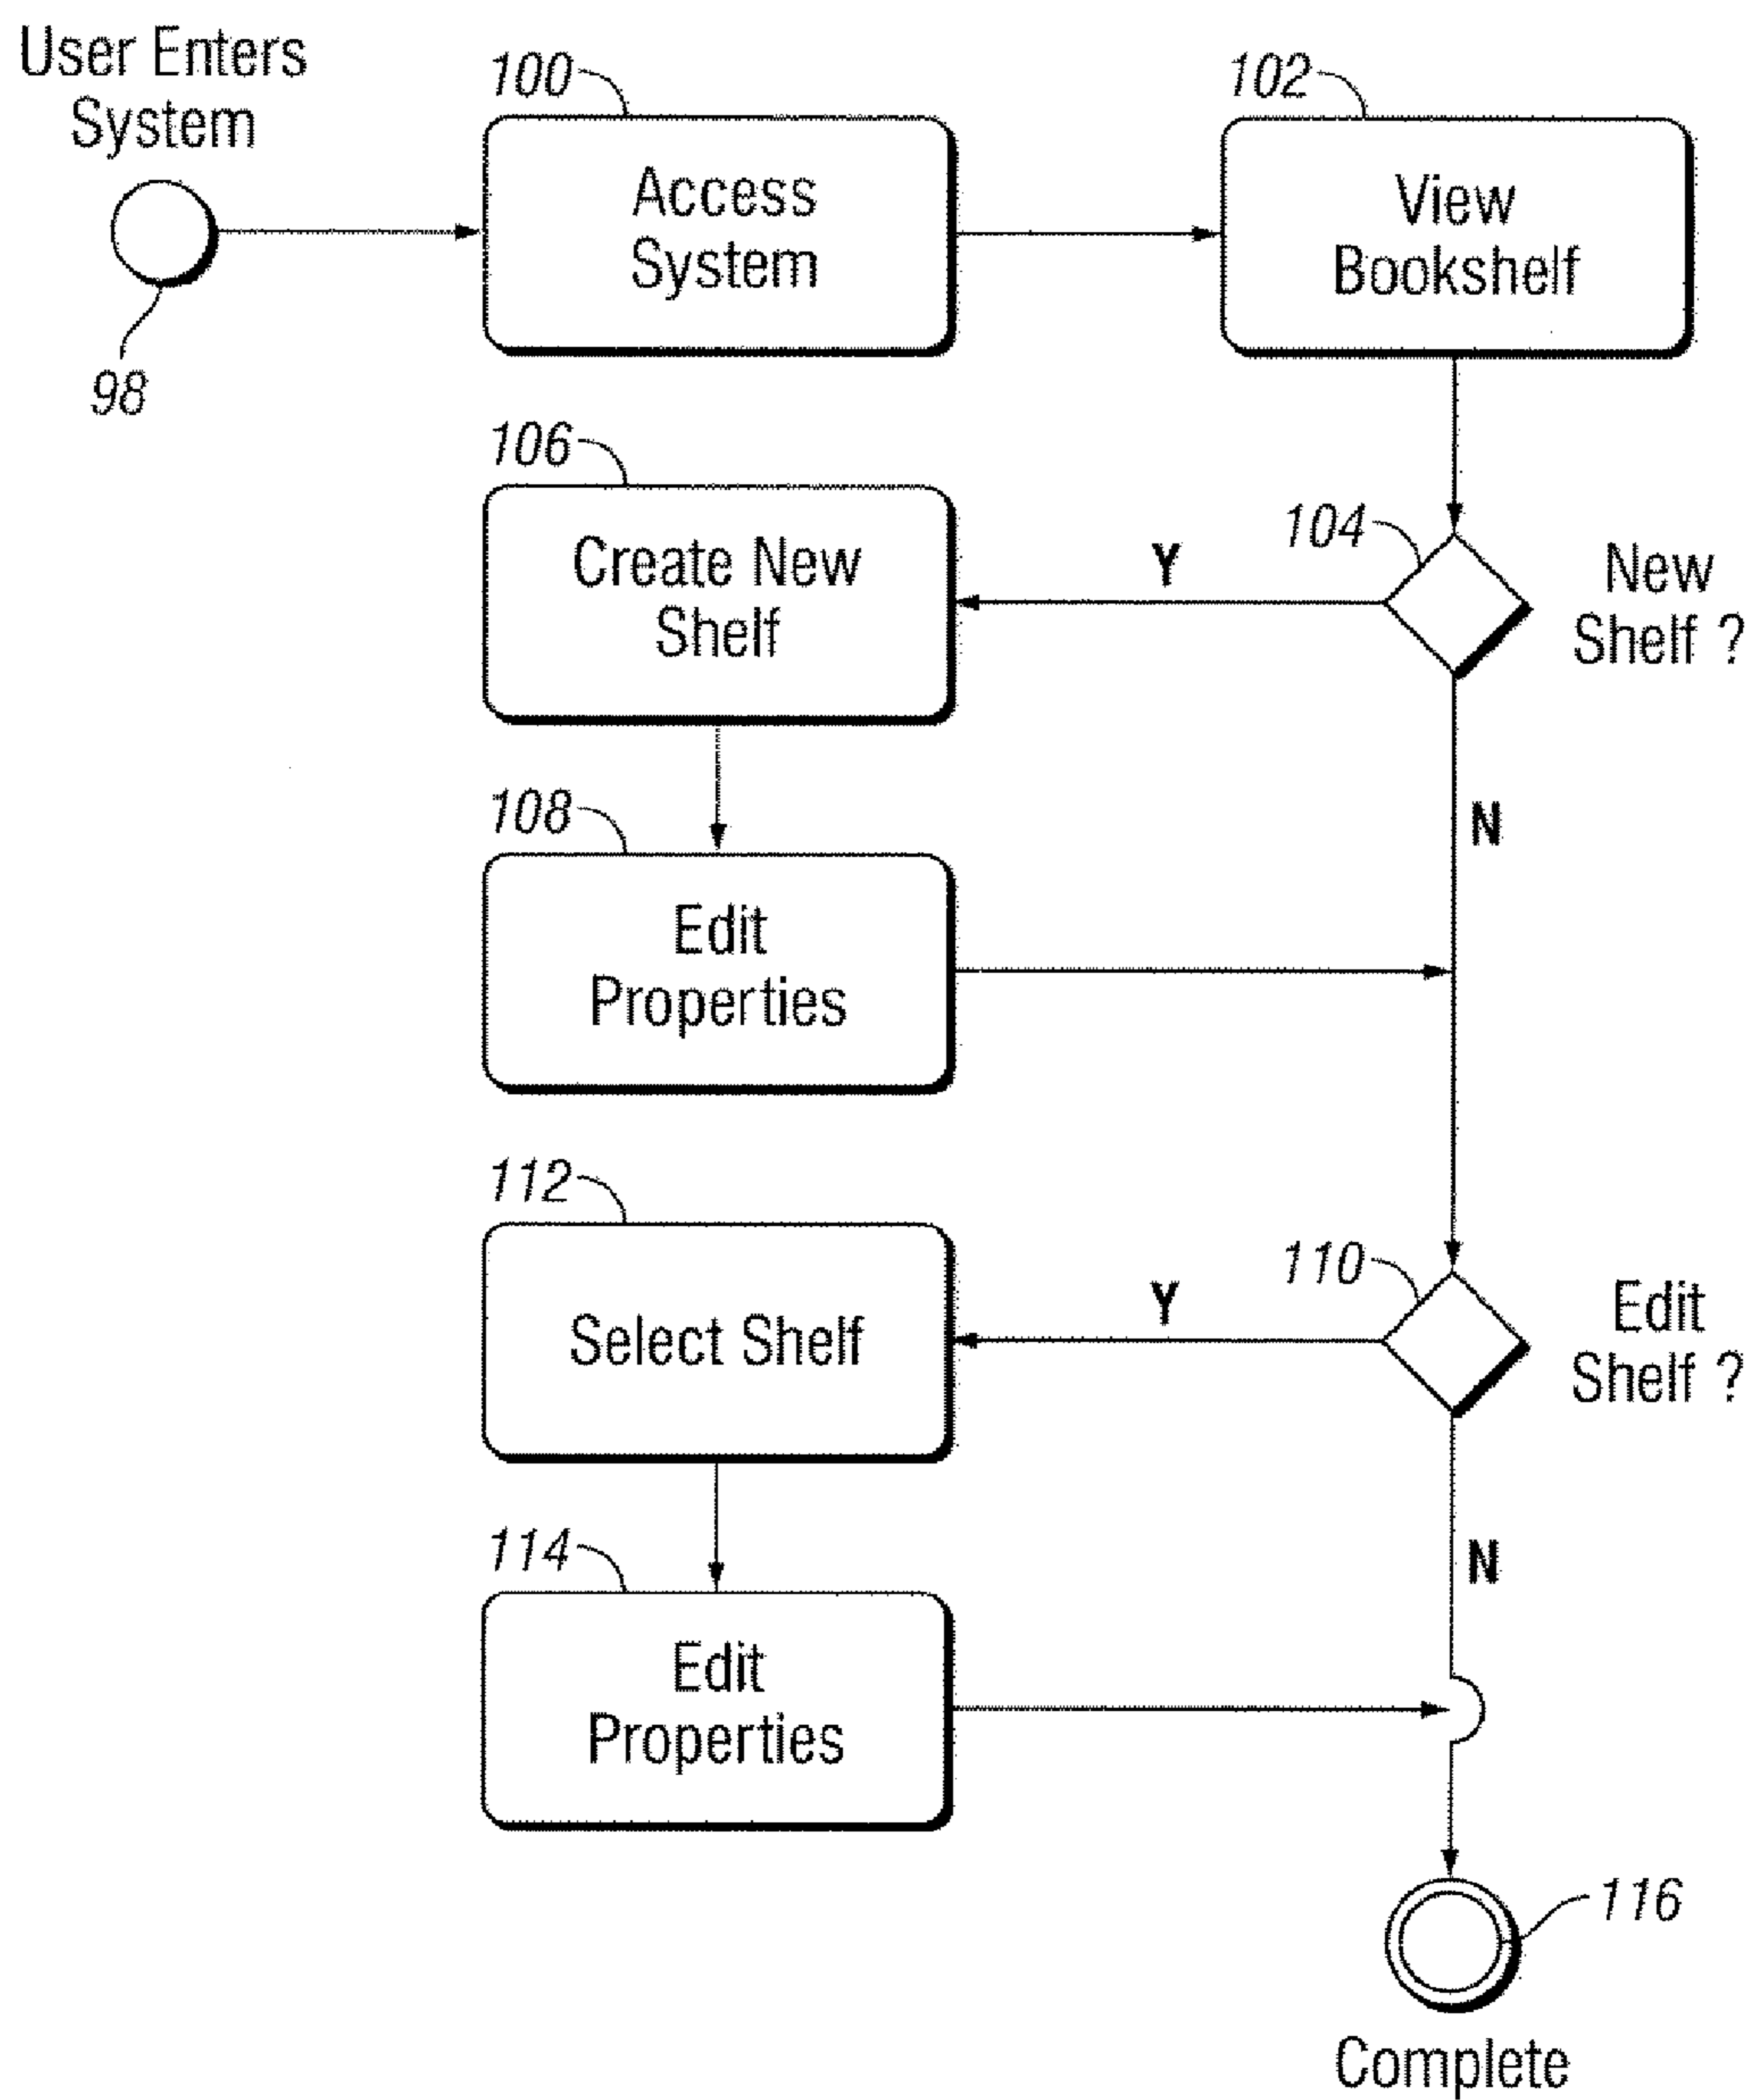 User Enters
System
98
100
Access
System
102
View
Bookshelf
104
New
Shelf ?
Y
N
106
Create New
Shelf
108
Edit
Properties
110
Edit
Shelf ?
Y
N
112
Select Shelf
114
Edit
Properties
116
Complete